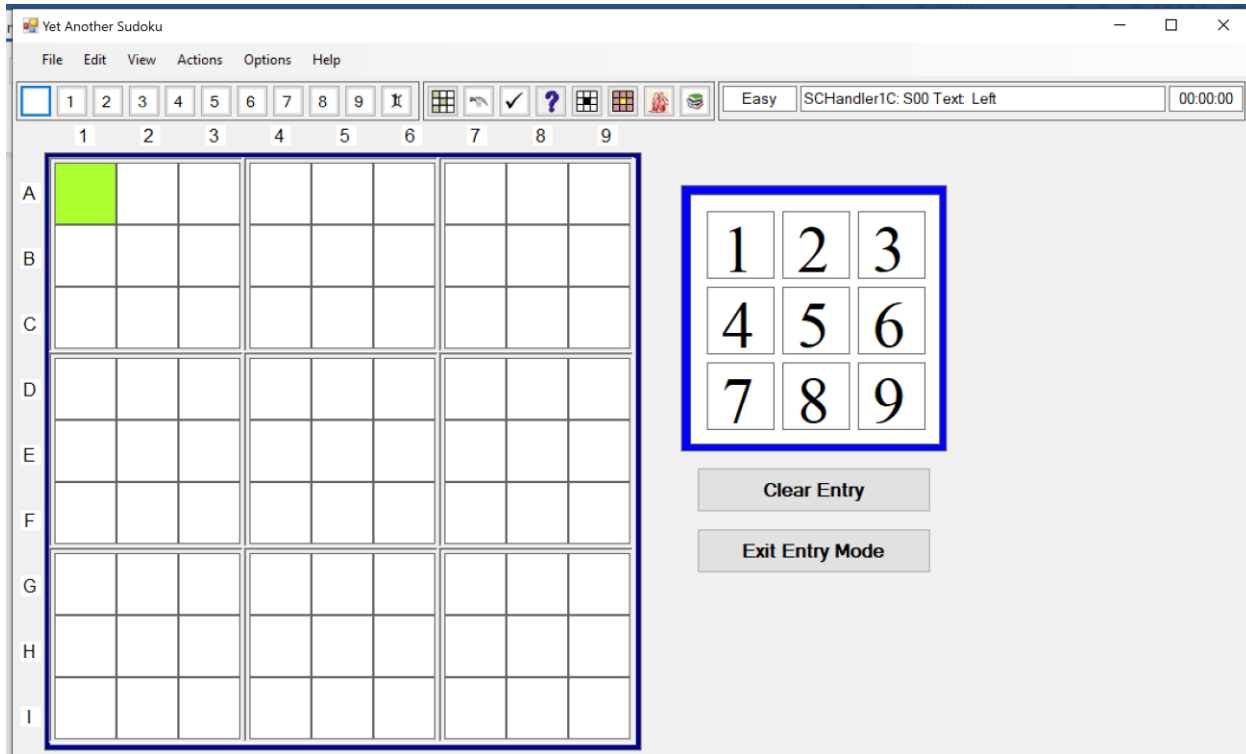 Yet Another Sudoku
File Edit View Actions Options Help
1 2 3 4 5 6 7 8 9 Easy SCHandler1C: S00 Text: Left 00:00:00
1 2 3 4 5 6 7 8 9
A
B
C
D
E
F
G
H
I
1 2 3
4 5 6
7 8 9
Clear Entry
Exit Entry Mode